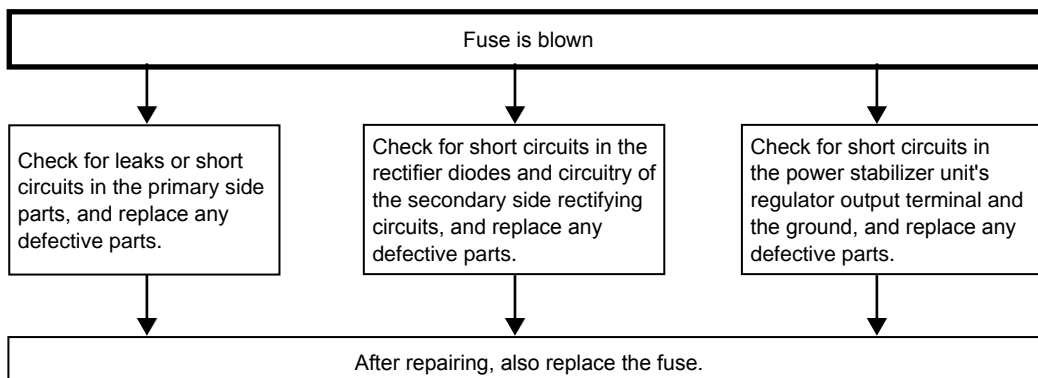 Fuse is blown
Check for leaks or short
circuits in the primary side
parts, and replace any
defective parts.
Check for short circuits in the
rectifier diodes and circuitry of
the secondary side rectifying
circuits, and replace any
defective parts.
Check for short circuits in
the power stabilizer unit's
regulator output terminal and
the ground, and replace any
defective parts.
After repairing, also replace the fuse.